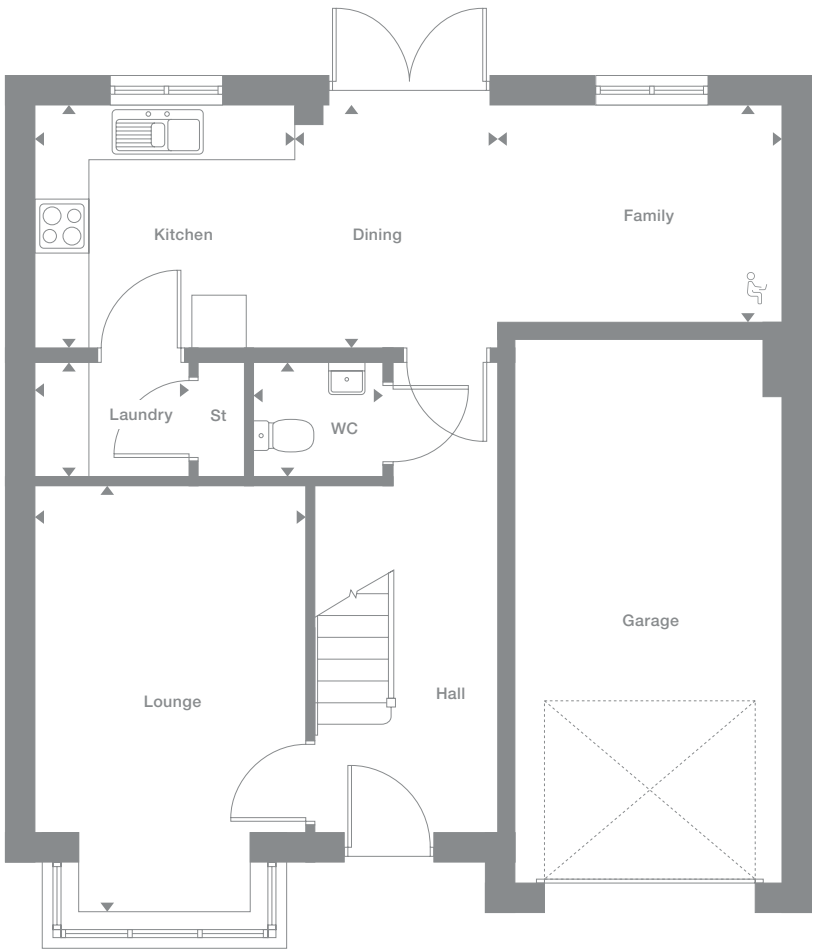 Family
Kitchen
Dining
Laundry
St
WC
Garage
Hall
Lounge